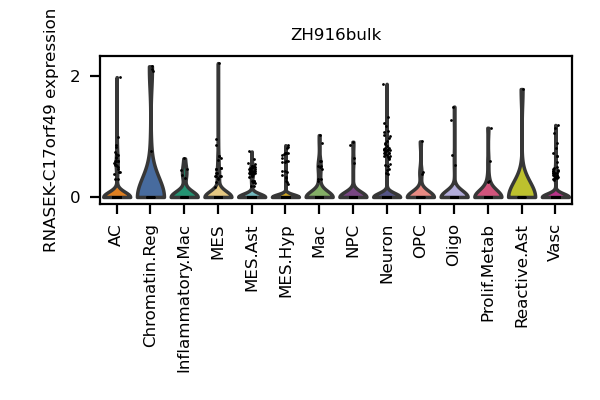 ZH916bulk
RNASEK-C17orf49 expression
2
0
AC
Chromatin.Reg
Inflammatory.Mac
MES
MES.Ast
MES.Hyp
Mac
NPC
Neuron
OPC
Oligo
Prolif.Metab
Reactive.Ast
Vasc